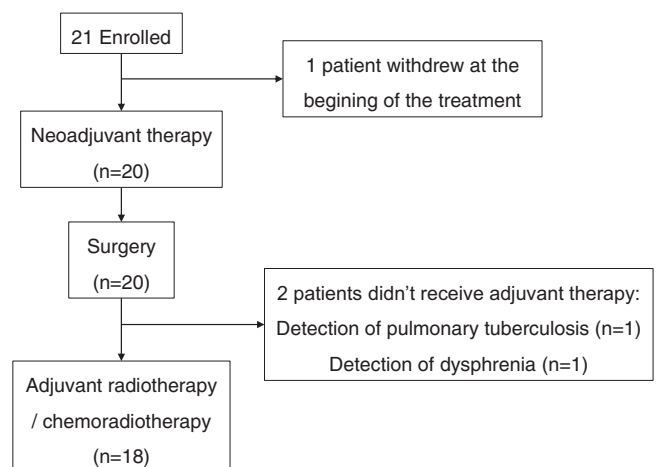 21 Enrolled
1 patient withdrew at the
begining of the treatment
Neoadjuvant therapy
(n=20)
Surgery
(n=20)
2 patients didn’t receive adjuvant therapy:
Detection of pulmonary tuberculosis (n=1)
Detection of dysphrenia (n=1)
Adjuvant radiotherapy
/ chemoradiotherapy
(n=18)